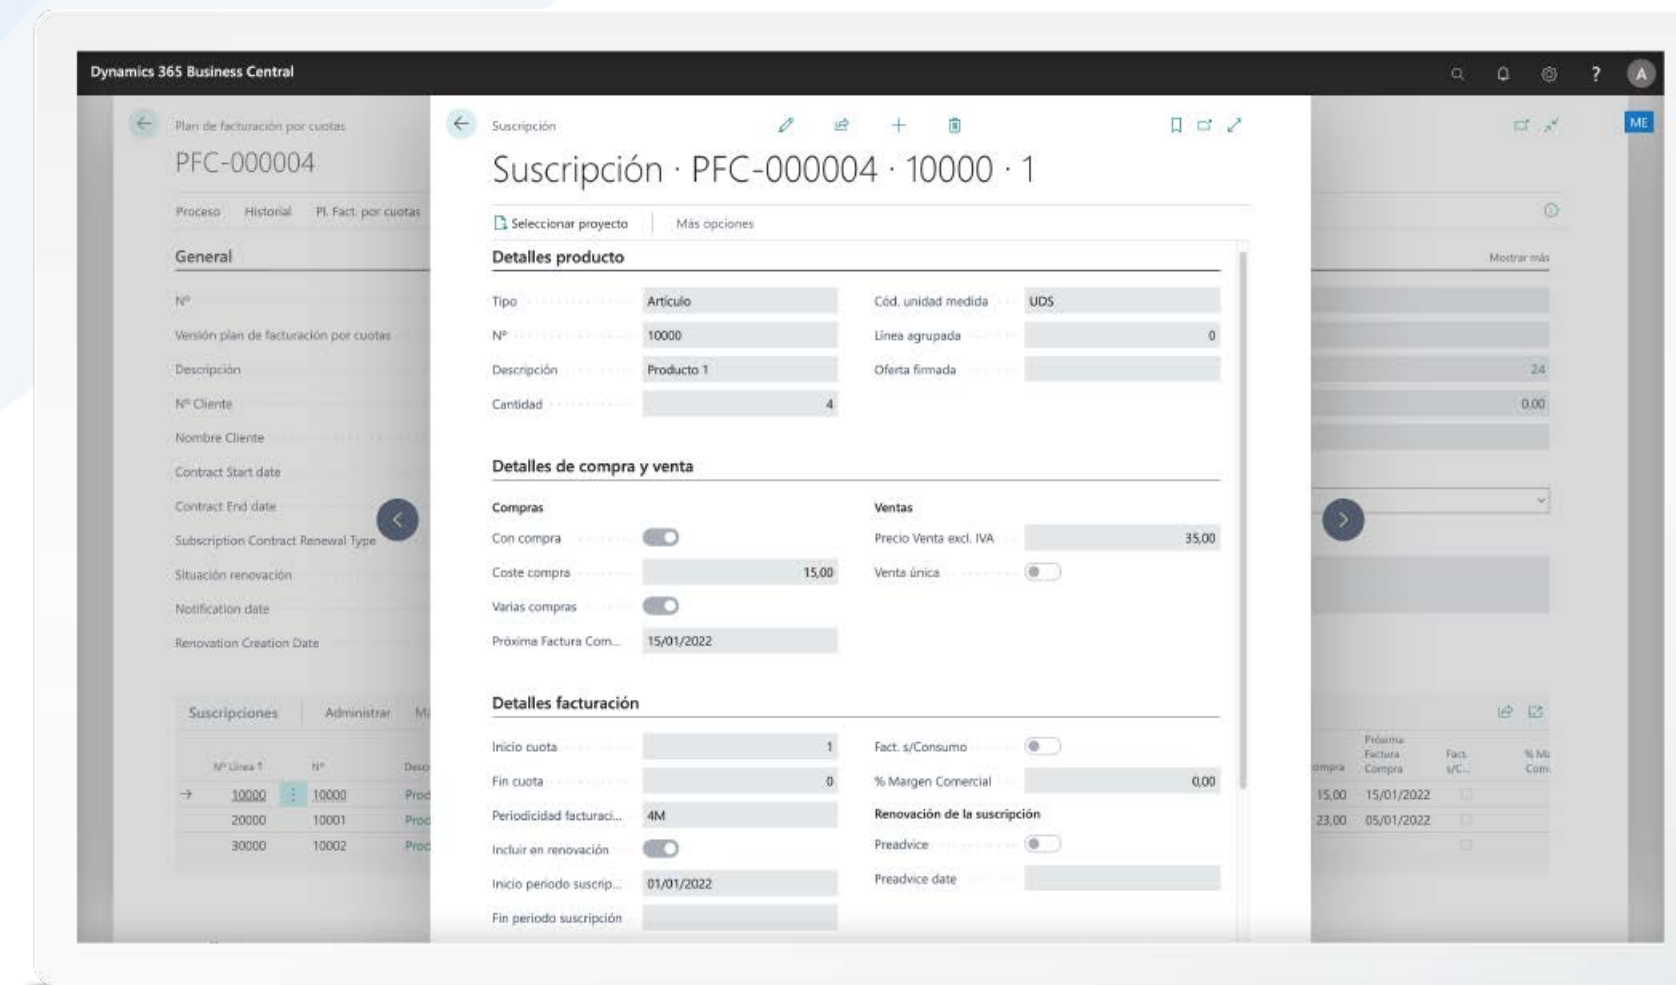 Dynamics 365 Business Central
?
A
Plan de facturación por cuotas
ME
PFC-000004
Proceso Historial Pl. Fact. por cuotas
General
Mostrar más
Nº
Versión plan de facturación por cuotas
Descripción
24
Nº Cliente
0,00
Nombre Cliente
Contract Start date
Contract End date
Subscription Contract Renewal Type
Situación renovación
Notification date
Renovation Creation Date
Suscripciones Administrar
Nº Línea ↑ Nº
10000 10000
20000 10001
30000 10002
Suscripción
Suscripción · PFC-000004 · 10000 · 1
Seleccionar proyecto Más opciones
Detalles producto
Tipo Artículo Cód. unidad medida UDS
Nº 10000 Línea agrupada 0
Descripción Producto 1 Oferta firmada
Cantidad 4
Detalles de compra y venta
Compras Ventas
Con compra Precio Venta excl. IVA 35,00
Coste compra 15,00 Venta única
Varias compras
Próxima Factura Com... 15/01/2022
Detalles facturación
Inicio cuota 1 Fact. s/Consumo
Fin cuota 0 % Margen Comercial 0,00
Periodicidad facturaci... 4M Renovación de la suscripción
Incluir en renovación Preadvice
Inicio periodo suscrip... 01/01/2022 Preadvice date
Fin periodo suscripción
Próxima
Factura
Compra
Fact.
s/C...
15,00 15/01/2022
23,00 05/01/2022